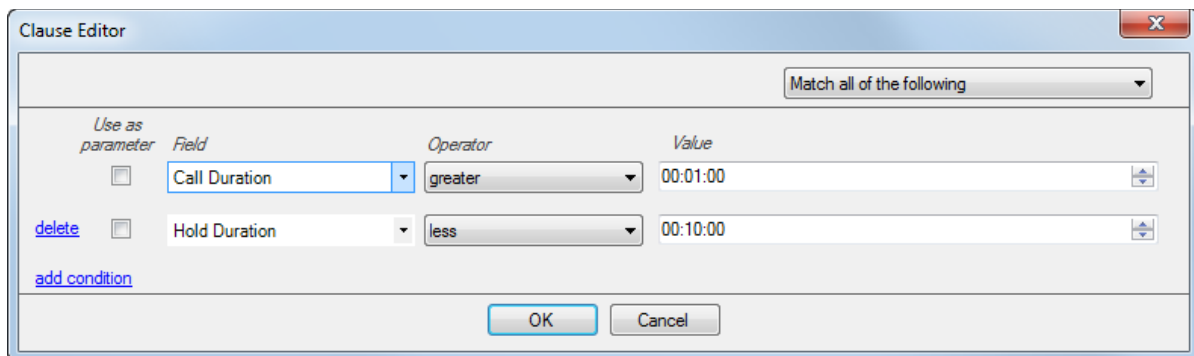 Clause Editor
Match all of the following
Use as
parameter Field Operator Value
Call Duration greater 00:01:00
delete Hold Duration less 00:10:00
add condition
OK Cancel